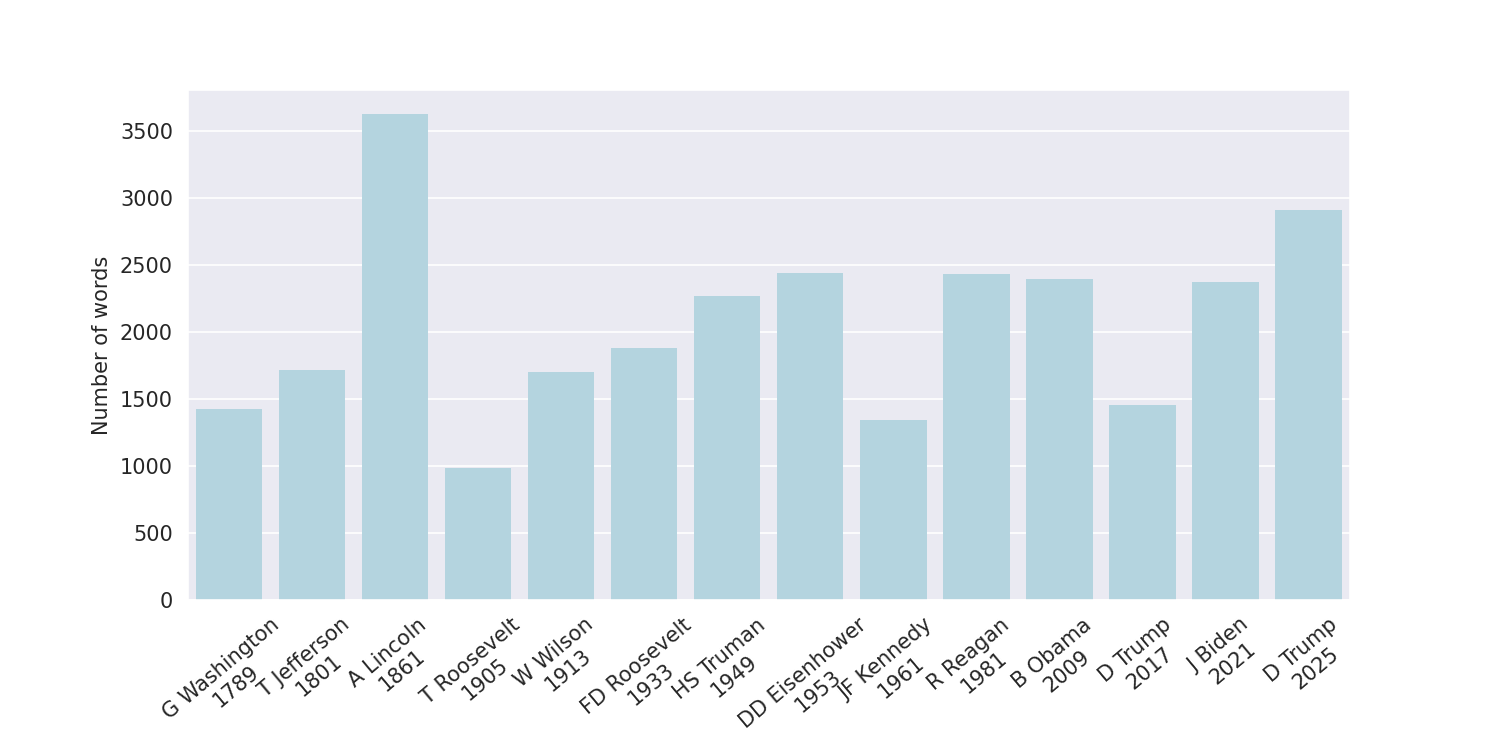 Number of words
3500
3000
2500
2000
1500
1000
500
0
G Washington
1789
T Jefferson
1801
A Lincoln
1861
T Roosevelt
1905
W Wilson
1913
FD Roosevelt
1933
HS Truman
1949
DD Eisenhower
1953
JF Kennedy
1961
R Reagan
1981
B Obama
2009
D Trump
2017
J Biden
2021
D Trump
2025